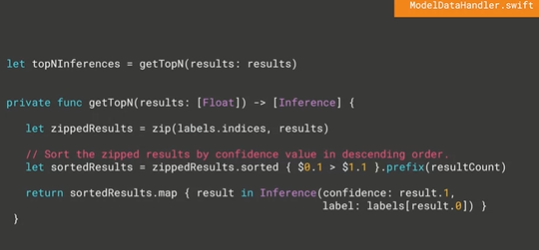 ModelDataHandler.swift
let topNInferences = getTopN(results: results)
private func getTopN(results: [Float]) -> [Inference] {
let zippedResults = zip(labels.indices, results)
// Sort the zipped results by confidence value in descending order.
let sortedResults = zippedResults.sorted { $0.1 > $1.1 }.prefix(resultCount)
return sortedResults.map { result in Inference(confidence: result.1,
label: labels[result.0]) }
}